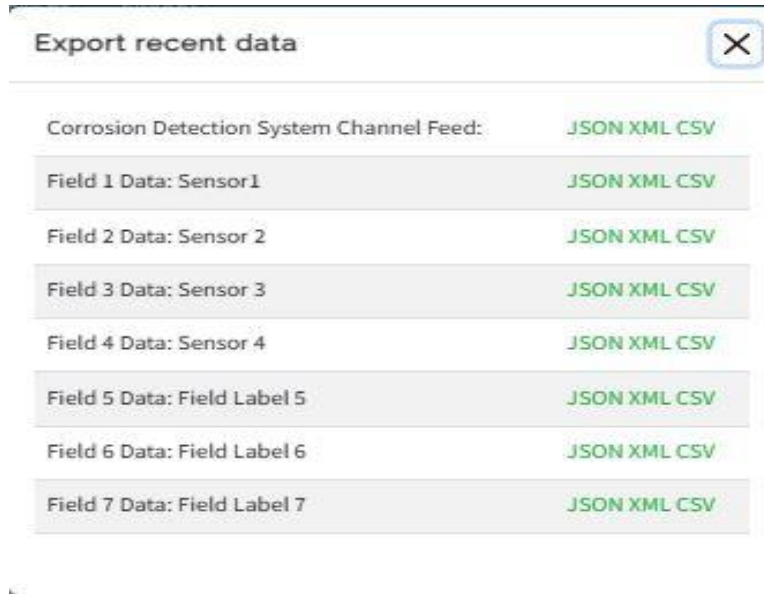 Export recent data
Corrosion Detection System Channel Feed: JSON XML CSV
Field 1 Data: Sensor1 JSON XML CSV
Field 2 Data: Sensor 2 JSON XML CSV
Field 3 Data: Sensor 3 JSON XML CSV
Field 4 Data: Sensor 4 JSON XML CSV
Field 5 Data: Field Label 5 JSON XML CSV
Field 6 Data: Field Label 6 JSON XML CSV
Field 7 Data: Field Label 7 JSON XML CSV